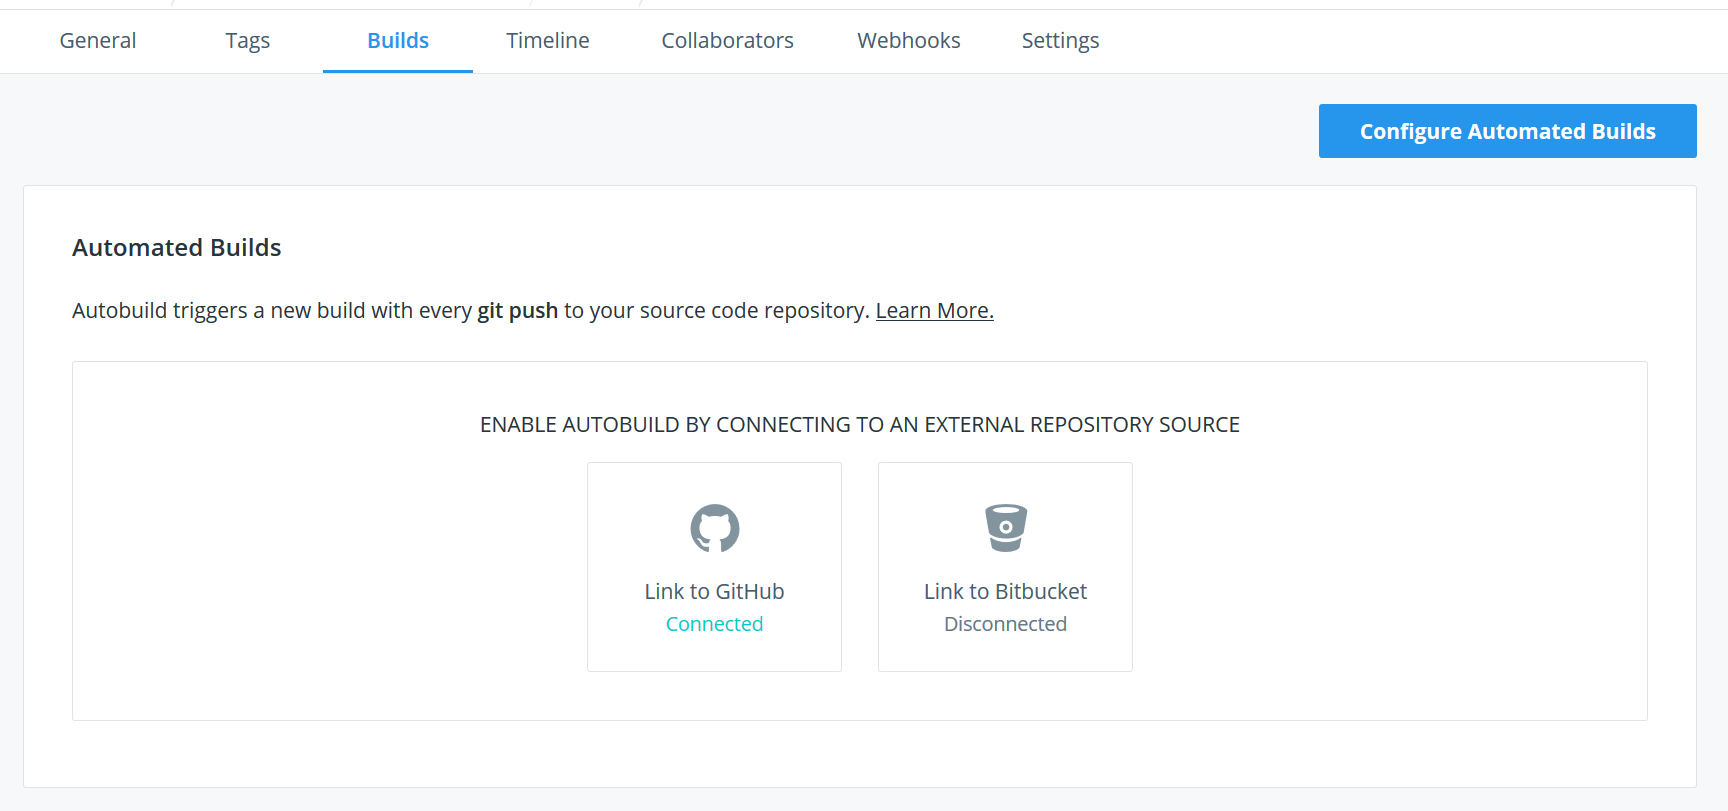 General Tags Builds Timeline Collaborators Webhooks Settings
Configure Automated Builds
Automated Builds
Autobuild triggers a new build with every git push to your source code repository. Learn More.
ENABLE AUTOBUILD BY CONNECTING TO AN EXTERNAL REPOSITORY SOURCE
Link to GitHub
Connected
Link to Bitbucket
Disconnected